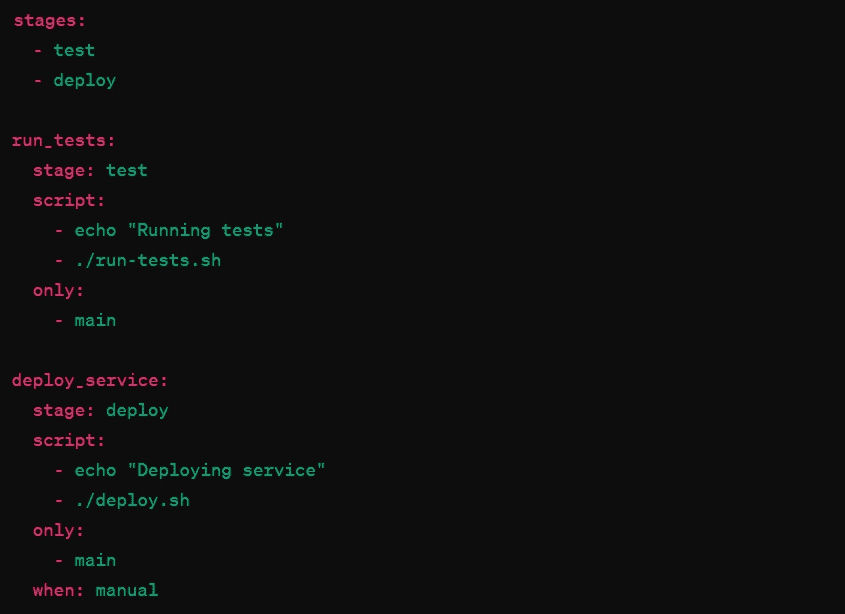 stages:
  - test
  - deploy

run_tests:
  stage: test
  script:
    - echo "Running tests"
    - ./run-tests.sh
  only:
    - main

deploy_service:
  stage: deploy
  script:
    - echo "Deploying service"
    - ./deploy.sh
  only:
    - main
  when: manual